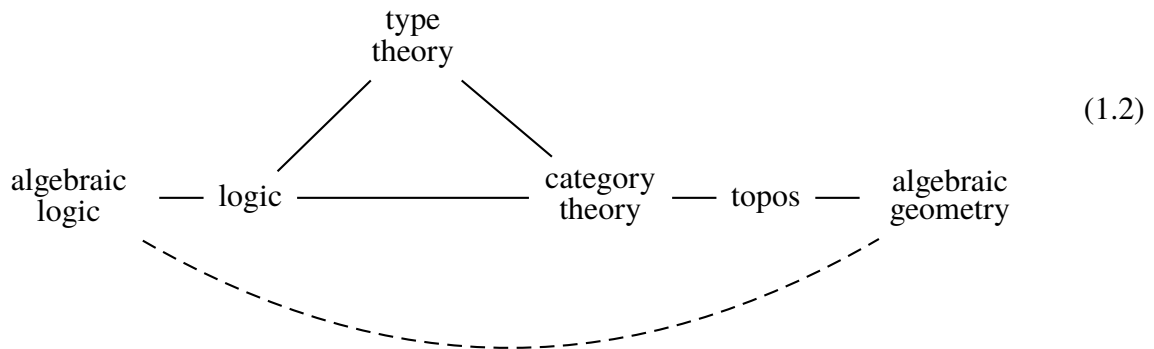 type
theory
(1.2)
algebraic
logic
logic
category
theory
topos
algebraic
geometry